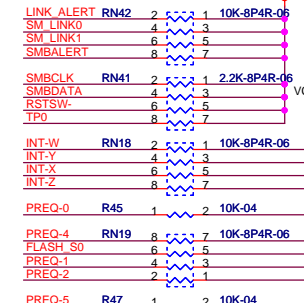 LINK_ALERT RN42 2 1 10K-8P4R-06
SM_LINK0 4 3
SM_LINK1 6 5
SMBALERT 8 7
SMBCLK RN41 2 1 2.2K-8P4R-06
SMBDATA 4 3
RSTSW- 6 5
TP0 8 7
INT-W RN18 2 1 10K-8P4R-06
INT-Y 4 3
INT-X 6 5
INT-Z 8 7
PREQ-0 R45 1 2 10K-04
PREQ-4 RN19 8 7 10K-8P4R-06
FLASH_S0 6 5
PREQ-1 4 3
PREQ-2 2 1
PREQ-5 R47 1 2 10K-04